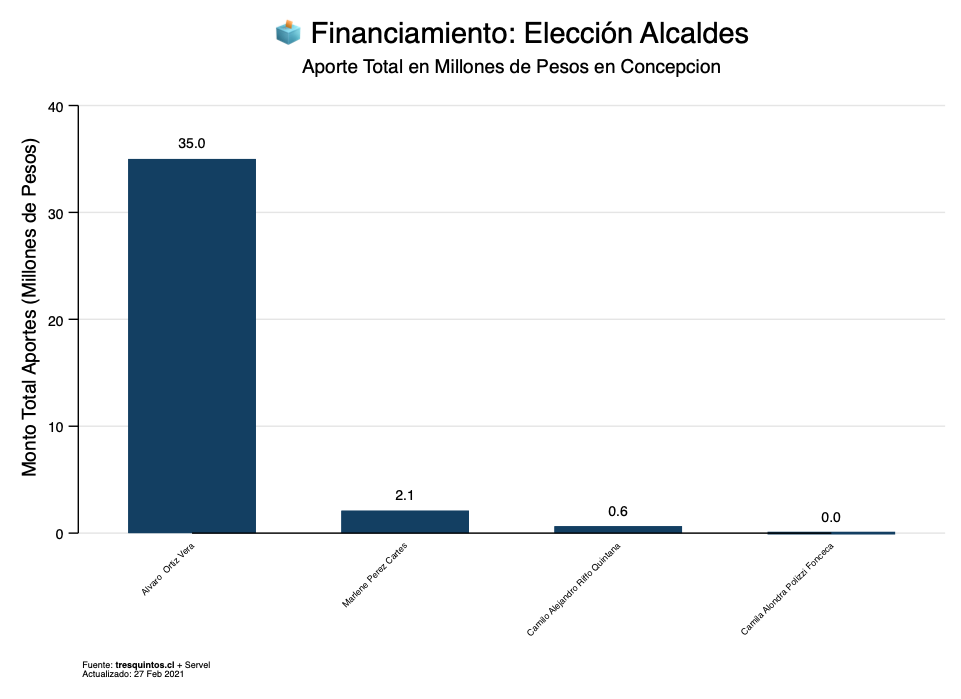 Financiamiento: Elección Alcaldes
Aporte Total en Millones de Pesos en Concepcion
Monto Total Aportes (Millones de Pesos)
40
30
20
10
0
35.0
2.1
0.6
0.0
Alvaro Ortiz Vera
Marlene Perez Cartes
Camilo Alejandro Riffo Quintana
Camila Alondra Polizzi Fonceca
Fuente: tresquintos.cl + Servel
Actualizado: 27 Feb 2021